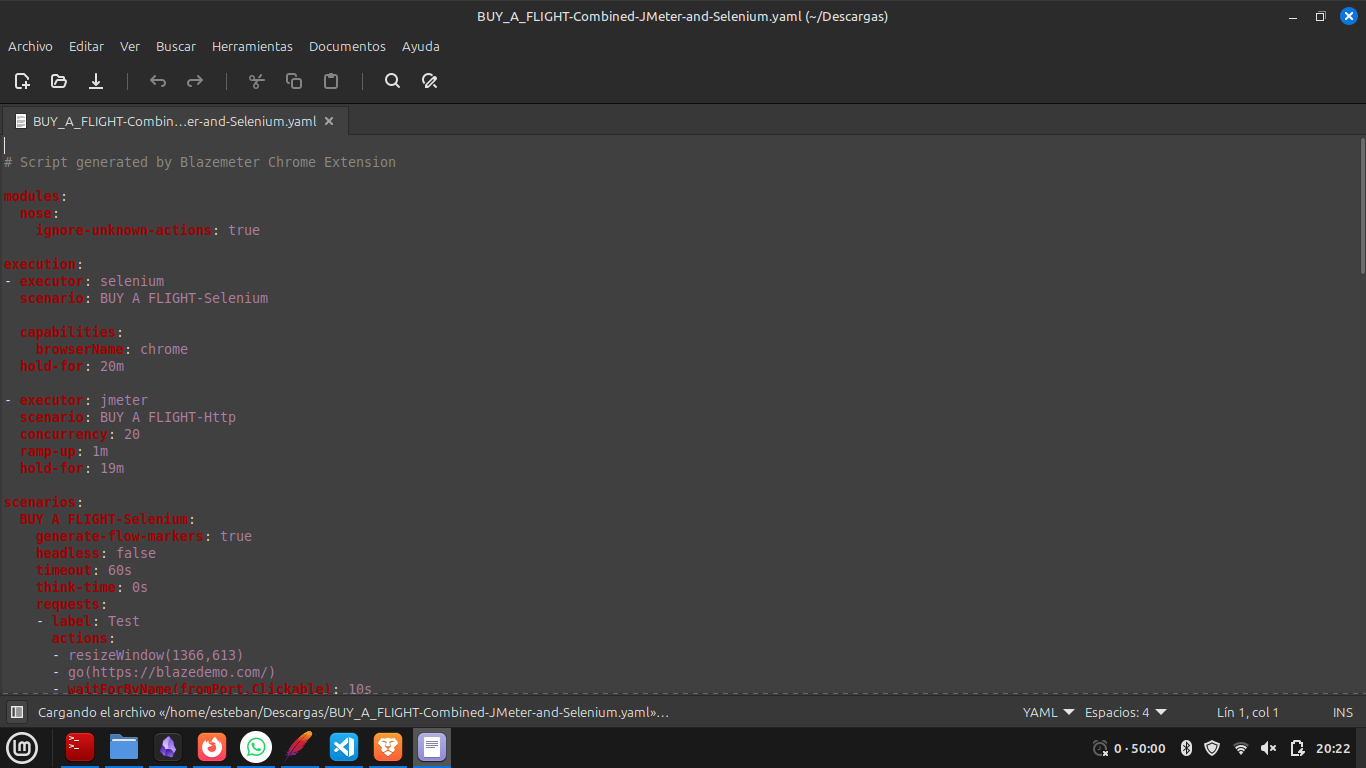 BUY_A_FLIGHT-Combined-JMeter-and-Selenium.yaml (~/Descargas)
Archivo Editar Ver Buscar Herramientas Documentos Ayuda
BUY_A_FLIGHT-Combin…er-and-Selenium.yaml
# Script generated by Blazemeter Chrome Extension
modules:
nose:
ignore-unknown-actions: true
execution:
- executor: selenium
scenario: BUY A FLIGHT-Selenium
capabilities:
browserName: chrome
hold-for: 20m
- executor: jmeter
scenario: BUY A FLIGHT-Http
concurrency: 20
ramp-up: 1m
hold-for: 19m
scenarios:
BUY A FLIGHT-Selenium:
generate-flow-markers: true
headless: false
timeout: 60s
think-time: 0s
requests:
- label: Test
actions:
- resizeWindow(1366,613)
- go(https://blazedemo.com/)
- waitForByName(fromPort,Clickable): 10s
Cargando el archivo «/home/esteban/Descargas/BUY_A_FLIGHT-Combined-JMeter-and-Selenium.yaml»… YAML Espacios: 4 Lín 1, col 1 INS
0 · 50:00 20:22